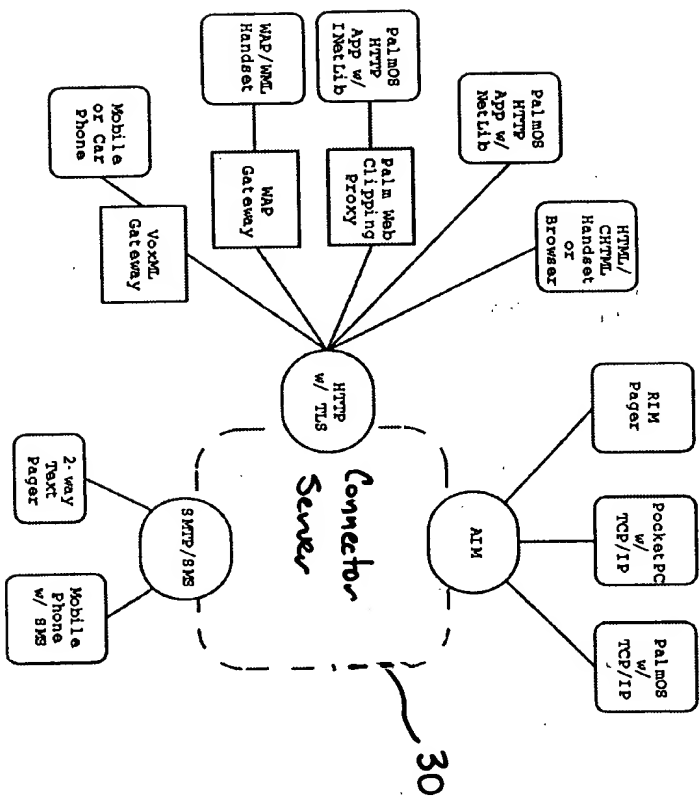 RIM
Pager
PocketPC
w/
TCP/IP
PalmOS
w/
TCP/IP
HTML/
CHTML
Handset
or
Browser
PalmOS
HTTP
App w/
NetLib
AIM
30
PalmOS
HTTP
App w/
INetLib
Palm Web
Clipping
Proxy
HTTP
w/ TLS
Connector
Server
WAP/WML
Handset
WAP
Gateway
Mobile
or Car
Phone
VoxML
Gateway
SMTP/SMS
2-way
Text
Pager
Mobile
Phone
w/ SMS